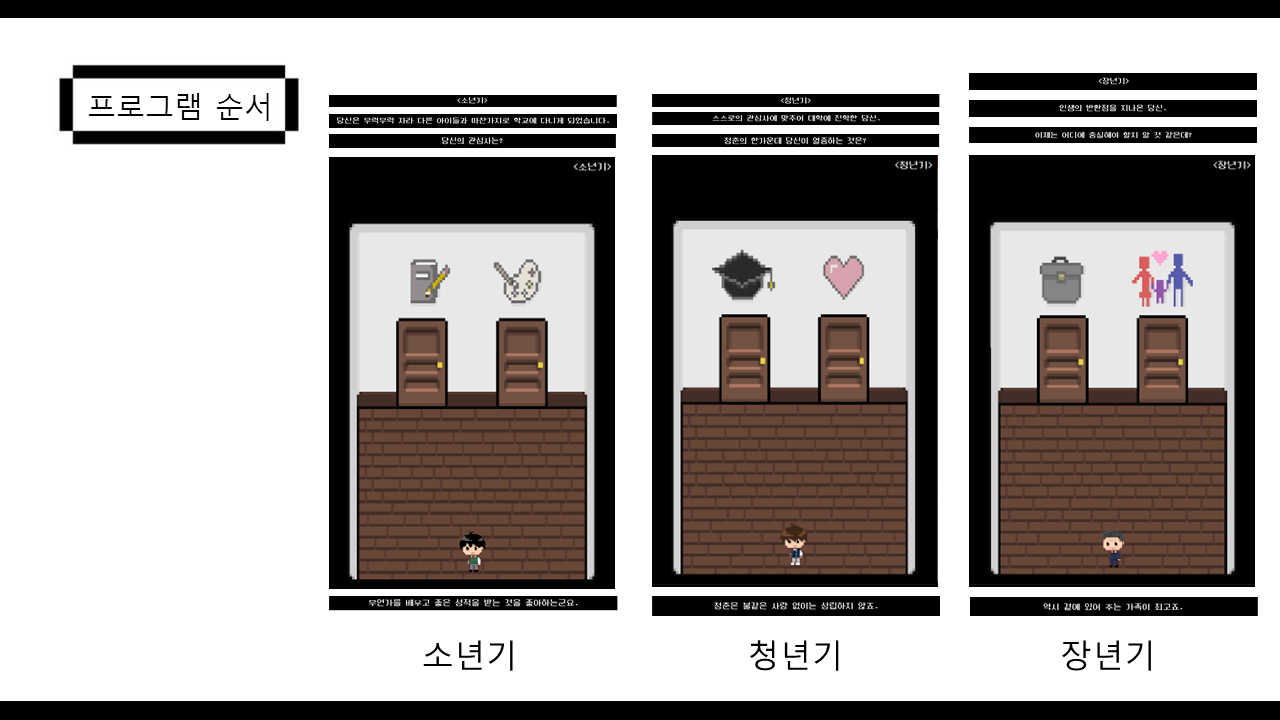 프로그램 순서
<소년기>
당신은 무럭무럭 자라 다른 아이들과 마찬가지로 학교에 다니게 되었습니다.
당신의 관심사는?
<소년기>
무언가를 배우고 좋은 성적을 받는 것을 좋아하는군요.
소년기
<청년기>
스스로의 관심사에 맞추어 대학에 진학한 당신.
청춘의 한가운데 당신이 열중하는 것은?
<청년기>
청춘은 불같은 사랑 없이는 성립하지 않죠.
청년기
<장년기>
인생의 반환점을 지나온 당신.
이제는 어디에 충실해야 할지 알 것 같은데?
<장년기>
역시 곁에 있어 주는 가족이 최고죠.
장년기